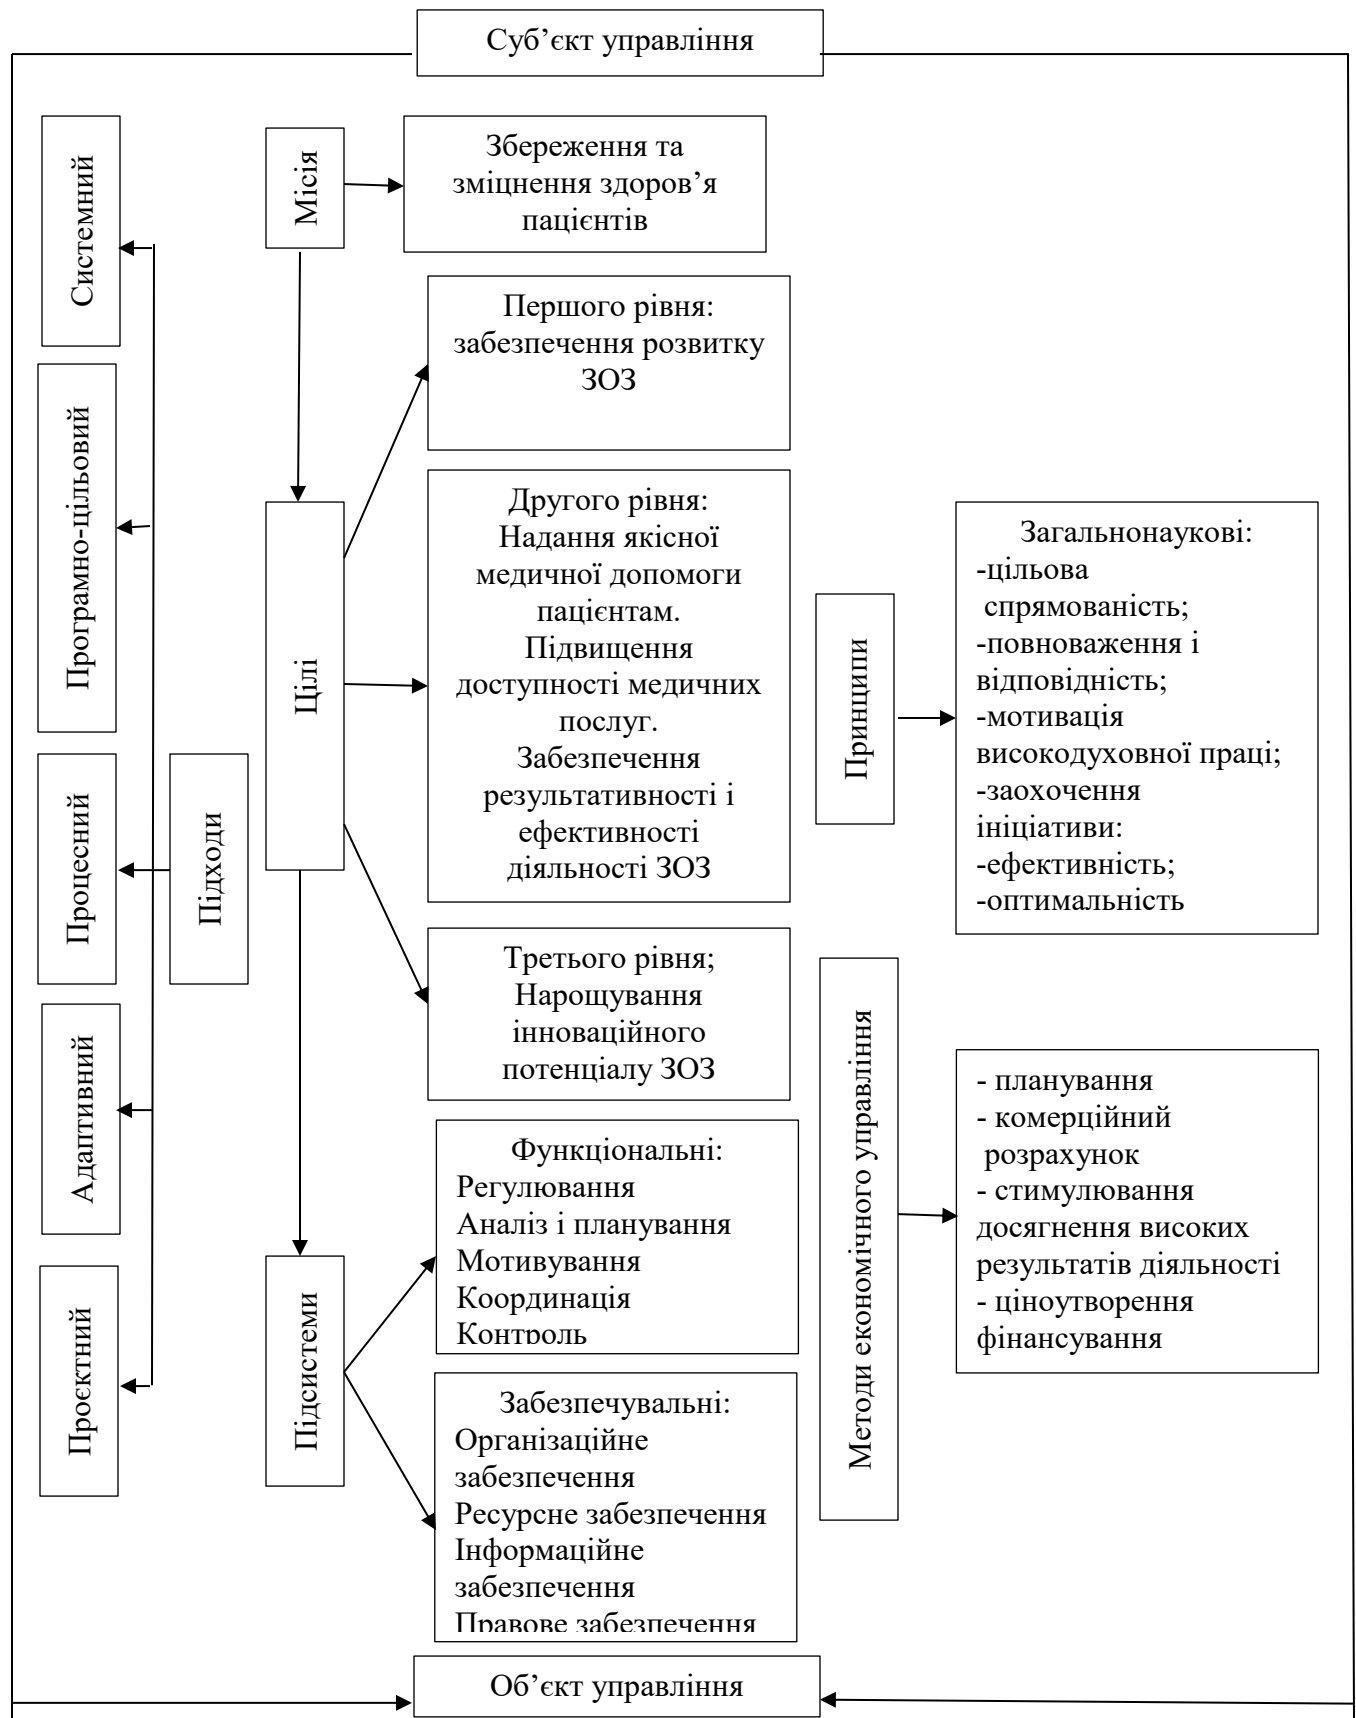 Суб’єкт управління
Системний
Програмно-цільовий
Процесний
Адаптивний
Проєктний
Підходи
Місія
Збереження та
зміцнення здоров’я
пацієнтів
Цілі
Першого рівня:
забезпечення розвитку
ЗОЗ
Другого рівня:
Надання якісної
медичної допомоги
пацієнтам.
Підвищення
доступності медичних
послуг.
Забезпечення
результативності і
ефективності
діяльності ЗОЗ
Третього рівня;
Нарощування
інноваційного
потенціалу ЗОЗ
Підсистеми
Функціональні:
Регулювання
Аналіз і планування
Мотивування
Координація
Контроль
Забезпечувальні:
Організаційне
забезпечення
Ресурсне забезпечення
Інформаційне
забезпечення
Правове забезпечення
Принципи
Загальнонаукові:
-цільова
спрямованість;
-повноваження і
відповідність;
-мотивація
високодуховної праці;
-заохочення
ініціативи:
-ефективність;
-оптимальність
Методи економічного управління
- планування
- комерційний
розрахунок
- стимулювання
досягнення високих
результатів діяльності
- ціноутворення
фінансування
Об’єкт управління